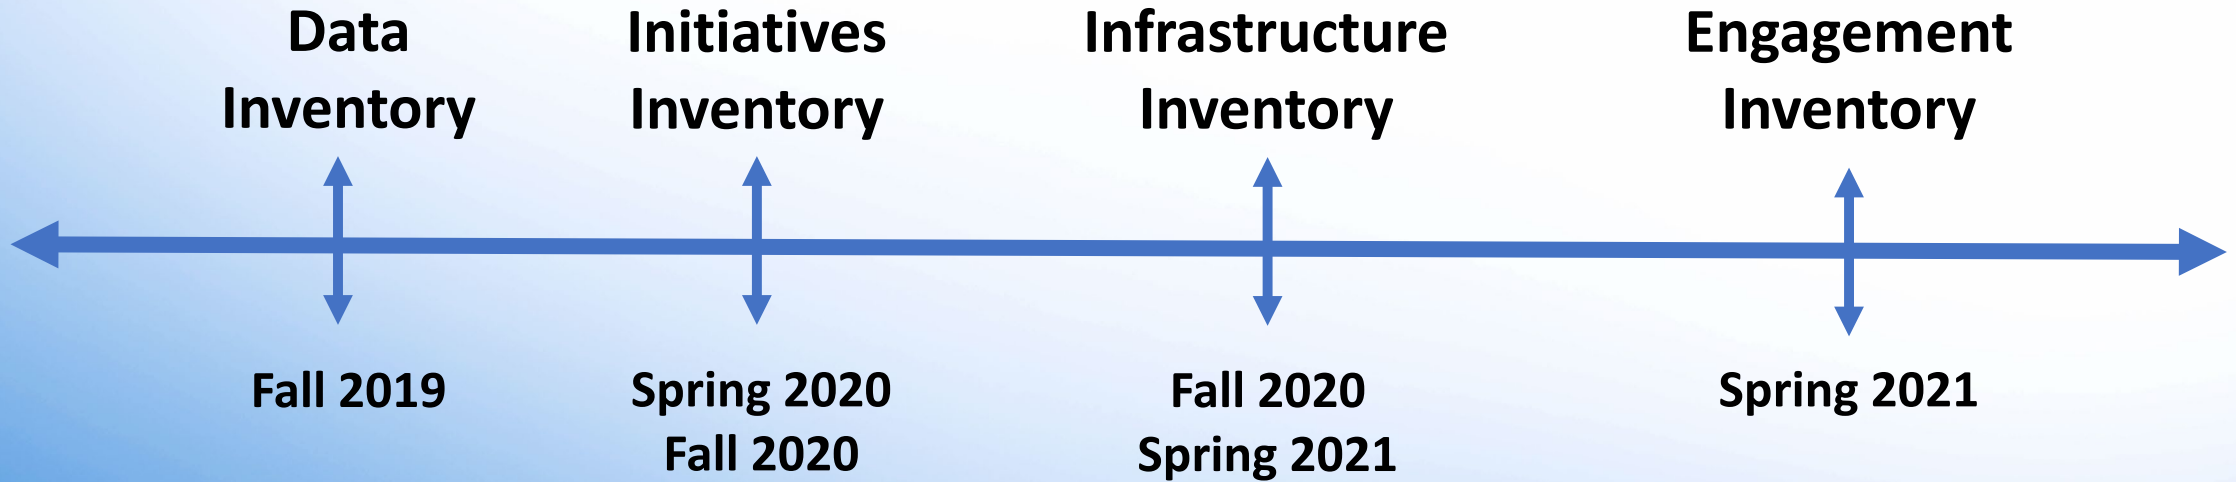 Data
Inventory
Initiatives
Inventory
Infrastructure
Inventory
Engagement
Inventory
Fall 2019
Spring 2020
Fall 2020
Fall 2020
Spring 2021
Spring 2021